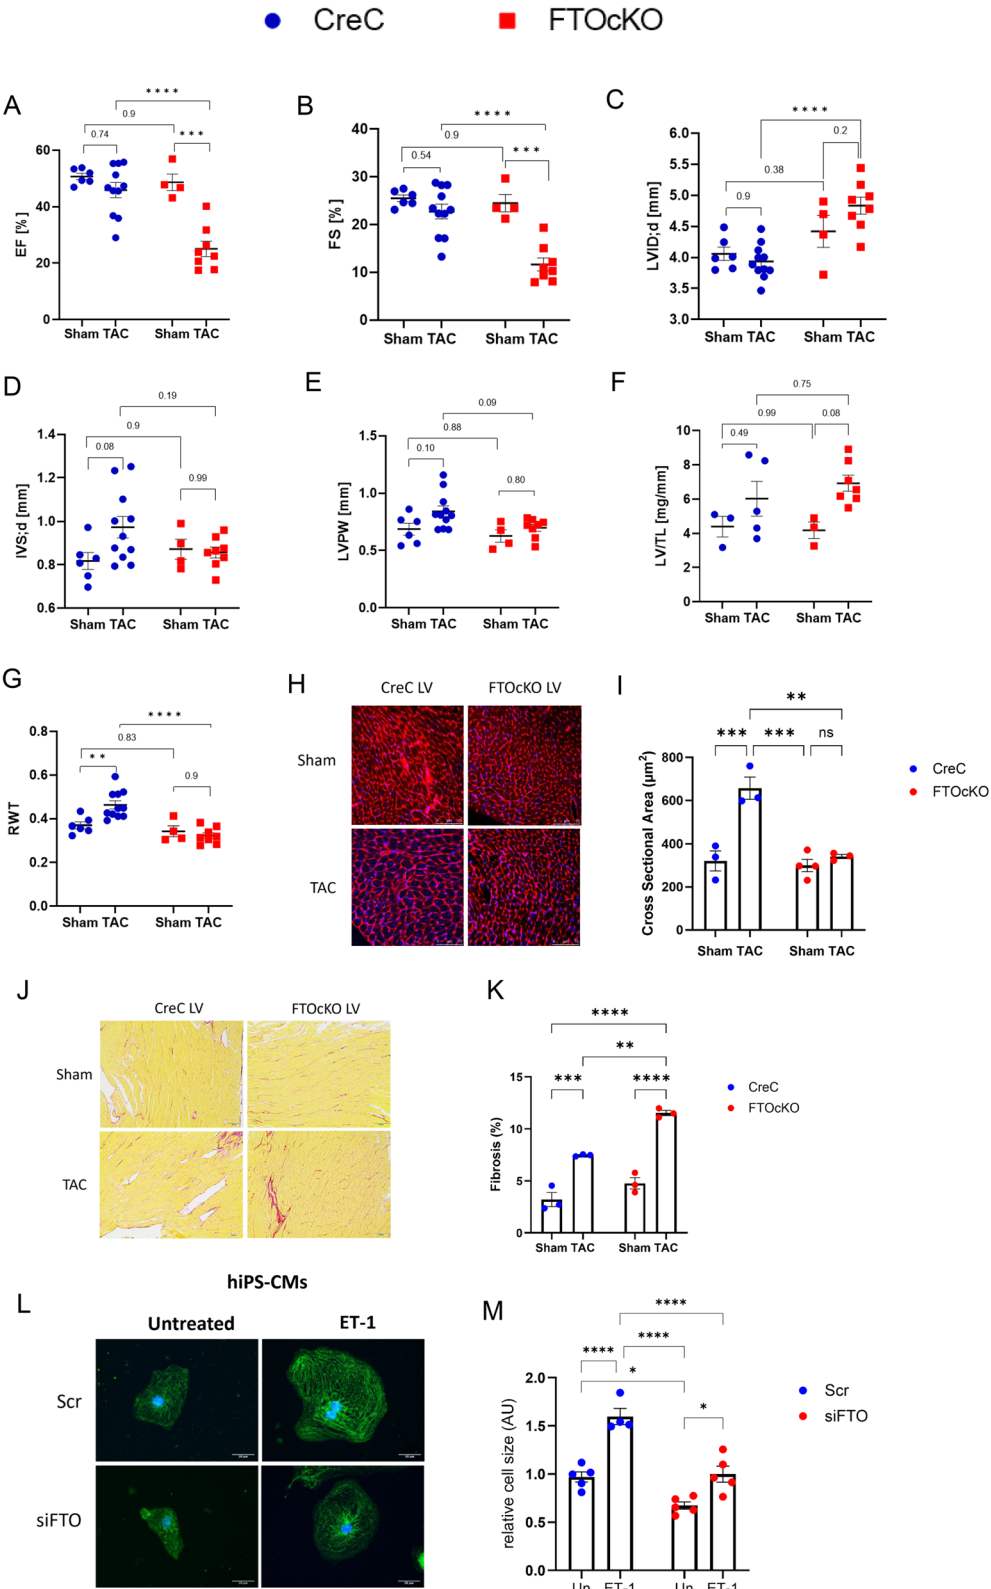 CreC FTOcKO
A
EF [%]
60
40
20
0
Sham TAC Sham TAC
0.74
0.9
****
***
B
FS [%]
40
30
20
10
0
Sham TAC Sham TAC
0.54
0.9
****
***
C
LVID;d [mm]
6.0
5.5
5.0
4.5
4.0
3.5
3.0
Sham TAC Sham TAC
0.9
0.38
0.2
****
D
IVS;d [mm]
1.4
1.2
1.0
0.8
0.6
Sham TAC Sham TAC
0.08
0.9
0.19
0.99
E
LVPW [mm]
1.5
1.0
0.5
0.0
Sham TAC Sham TAC
0.10
0.88
0.09
0.80
F
LV/TL [mg/mm]
10
8
6
4
2
0
Sham TAC Sham TAC
0.49
0.99
0.75
0.08
G
RWT
0.8
0.6
0.4
0.2
0.0
Sham TAC Sham TAC
**
0.83
****
0.9
H
CreC LV FTOcKO LV
Sham
TAC
I
Cross Sectional Area (μm²)
800
600
400
200
0
Sham TAC Sham TAC
***
***
**
ns
CreC
FTOcKO
J
CreC LV FTOcKO LV
Sham
TAC
K
Fibrosis (%)
15
10
5
0
Sham TAC Sham TAC
****
**
***
****
CreC
FTOcKO
L
hiPS-CMs
Untreated ET-1
Scr
siFTO
M
relative cell size (AU)
2.0
1.5
1.0
0.5
0.0
Un ET-1 Un ET-1
****
****
****
*
*
Scr
siFTO